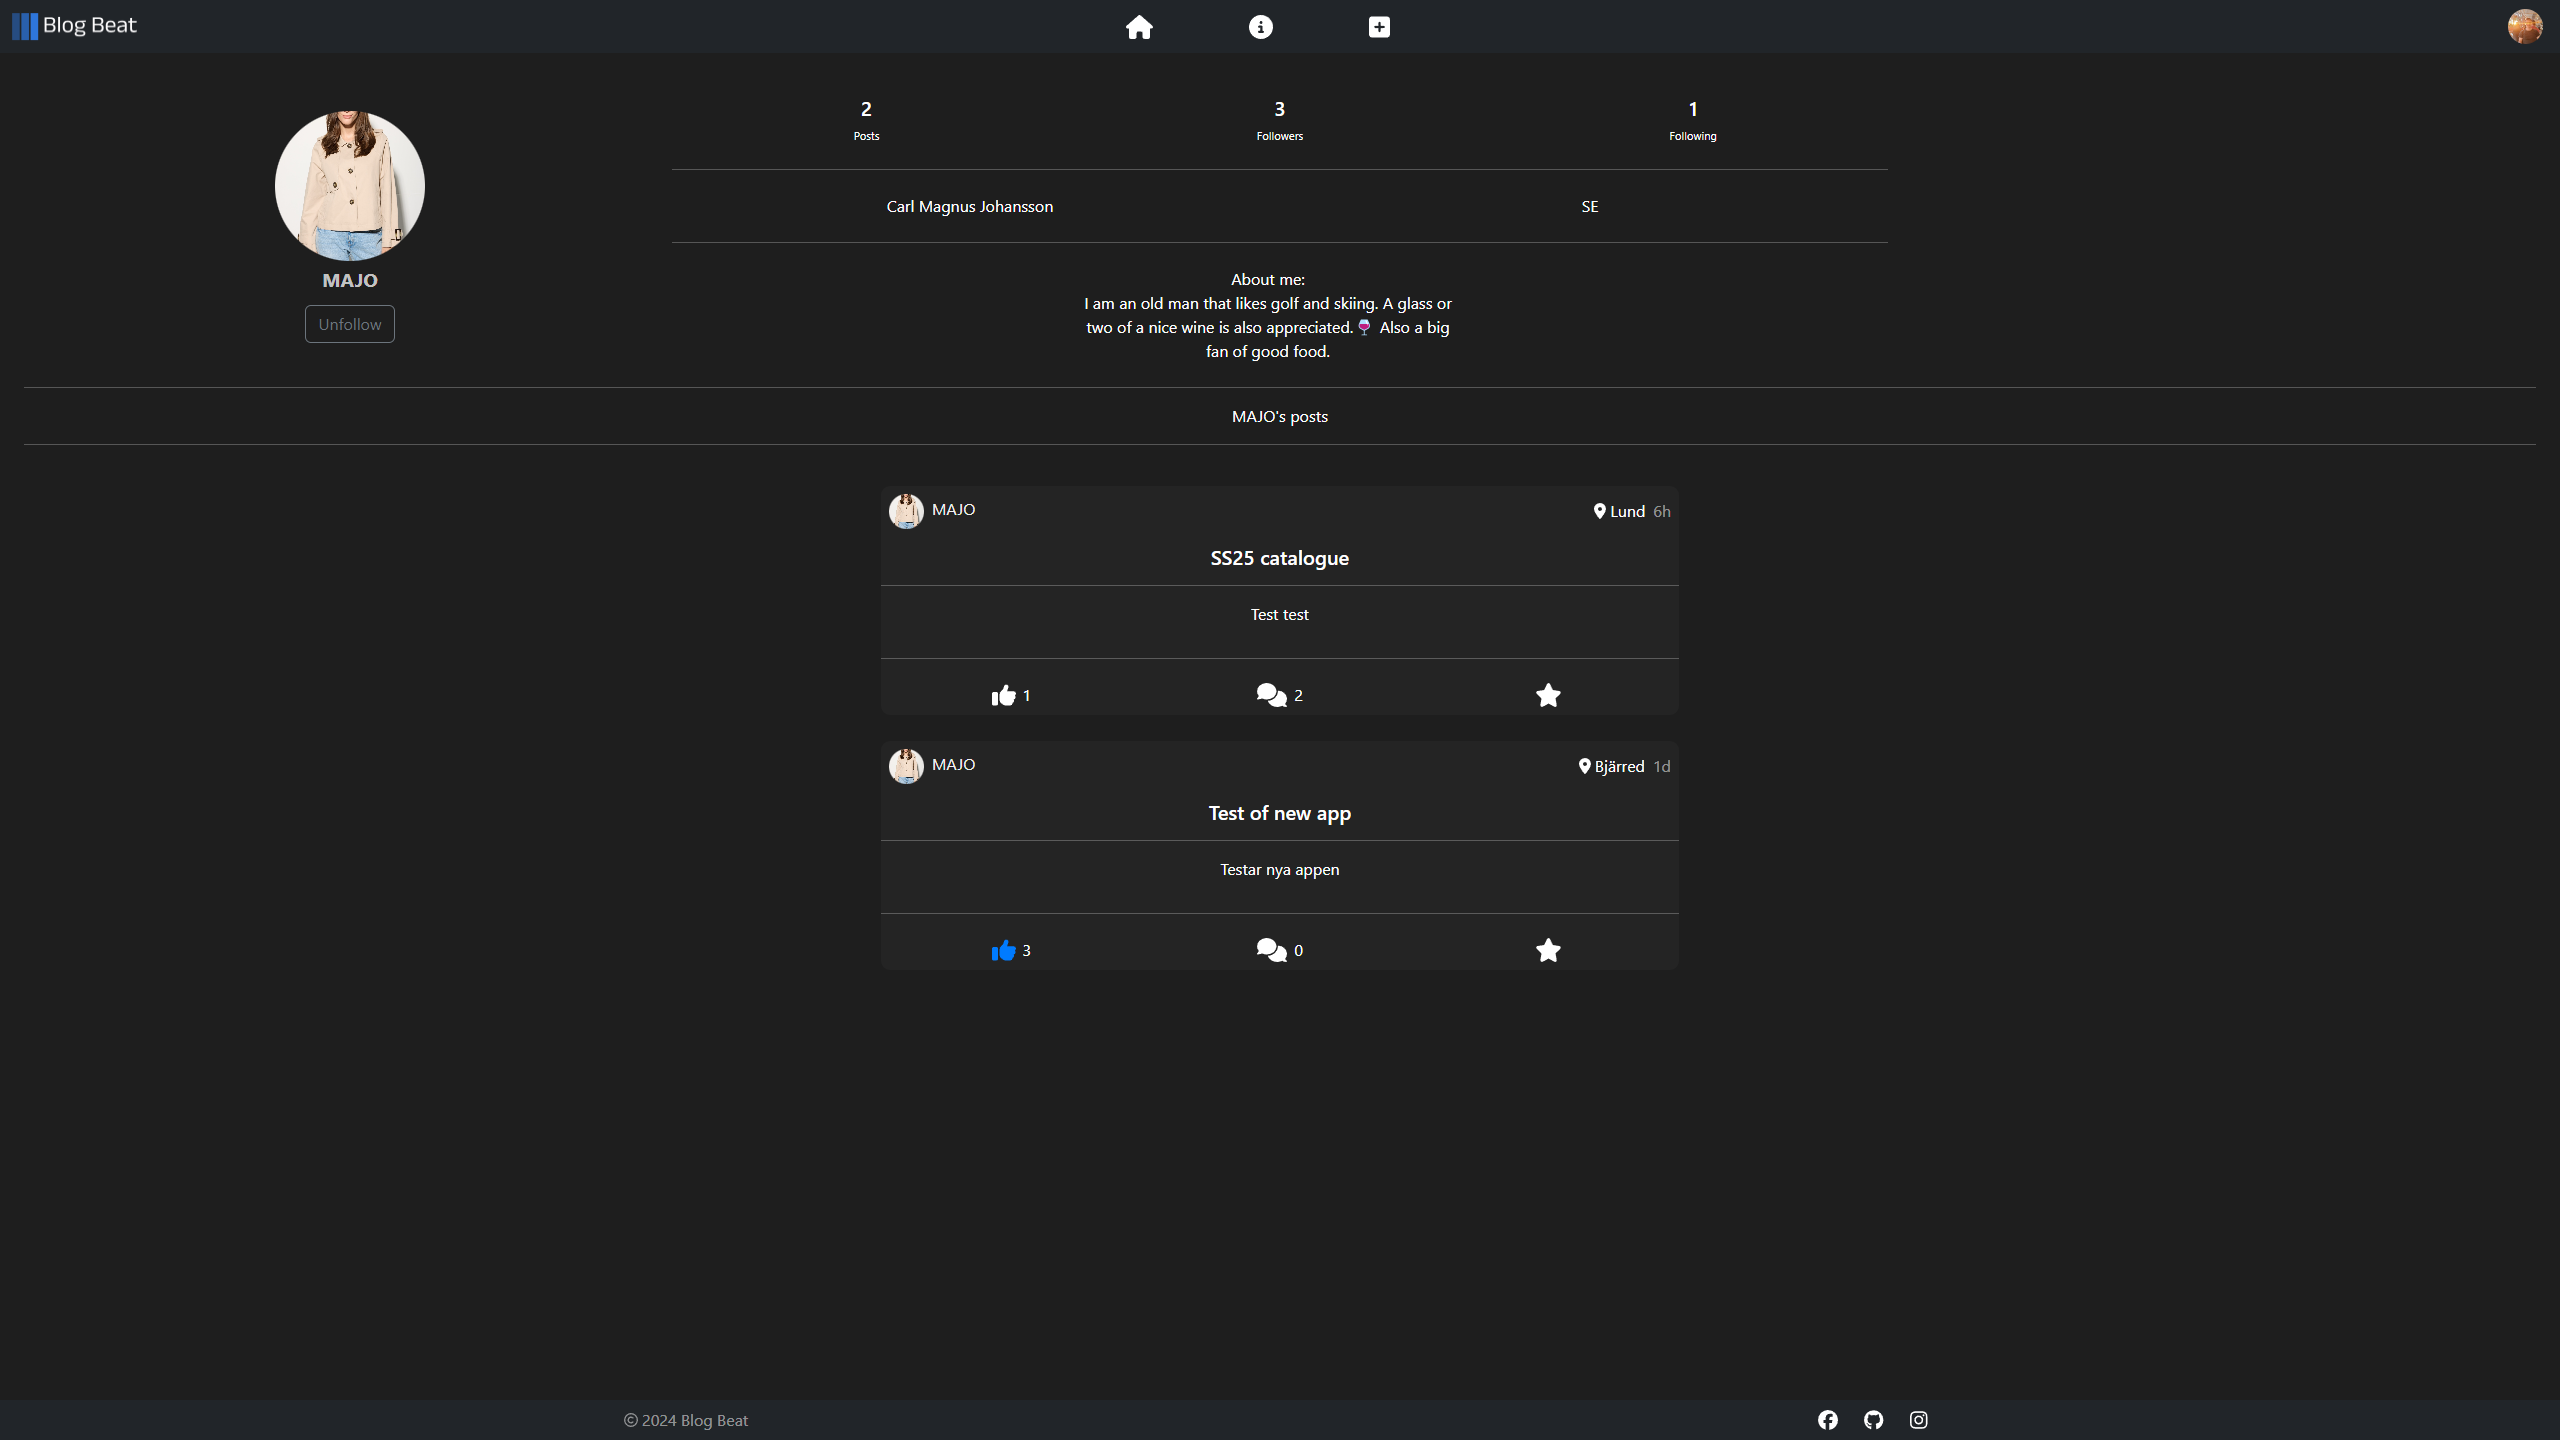 Blog Beat
2
Posts
3
Followers
1
Following
Carl Magnus Johansson
SE
MAJO
Unfollow
About me:
I am an old man that likes golf and skiing. A glass or
two of a nice wine is also appreciated.🍷 Also a big
fan of good food.
MAJO's posts
MAJO
Lund 6h
SS25 catalogue
Test test
1
2
MAJO
Bjärred 1d
Test of new app
Testar nya appen
3
0
© 2024 Blog Beat